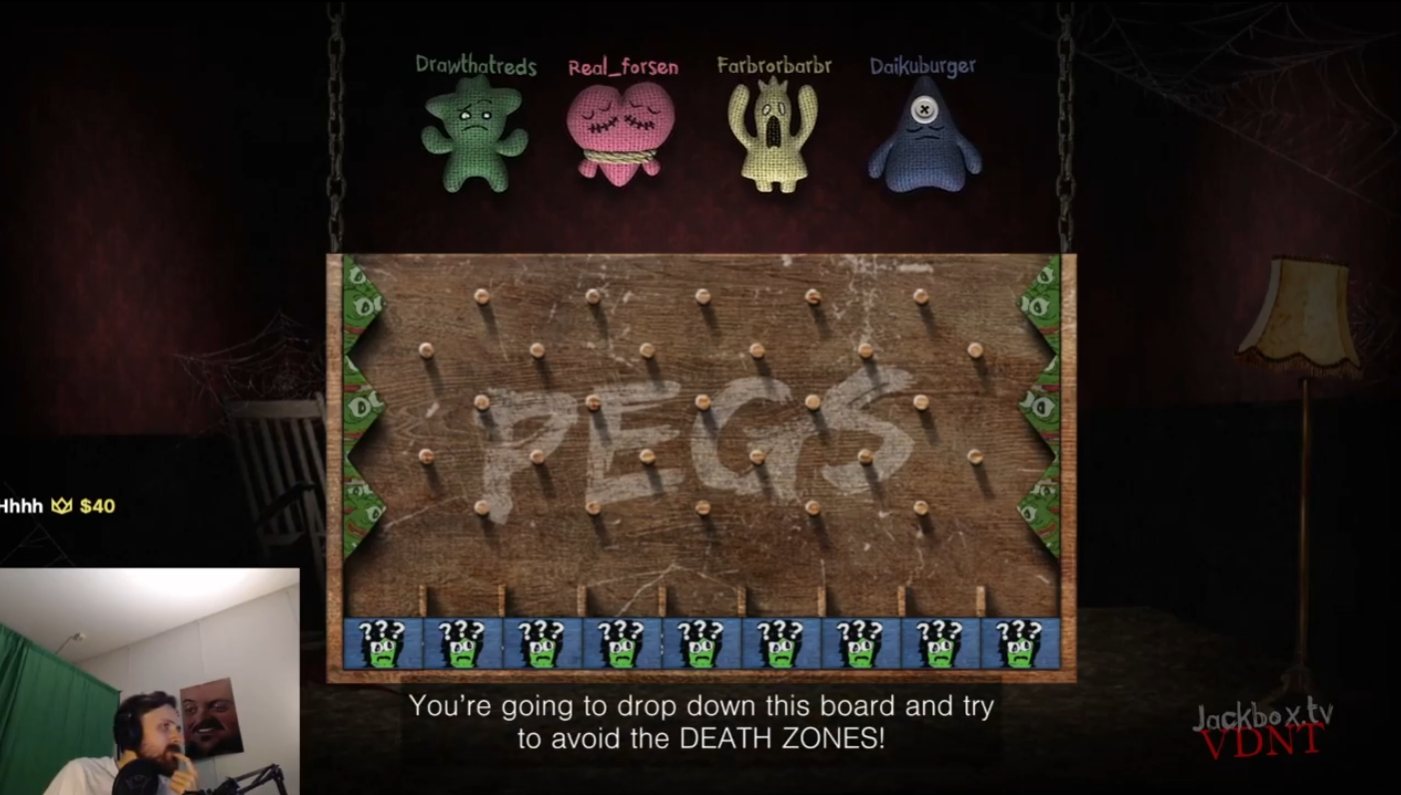 Drawthatreds
Real_forsen
Farbrorbarbr
Daikuburger
PEGS
Hhhh $40
???
???
???
???
???
???
???
???
???
You're going to drop down this board and try
to avoid the DEATH ZONES!
Jackbox.tv
VDNT